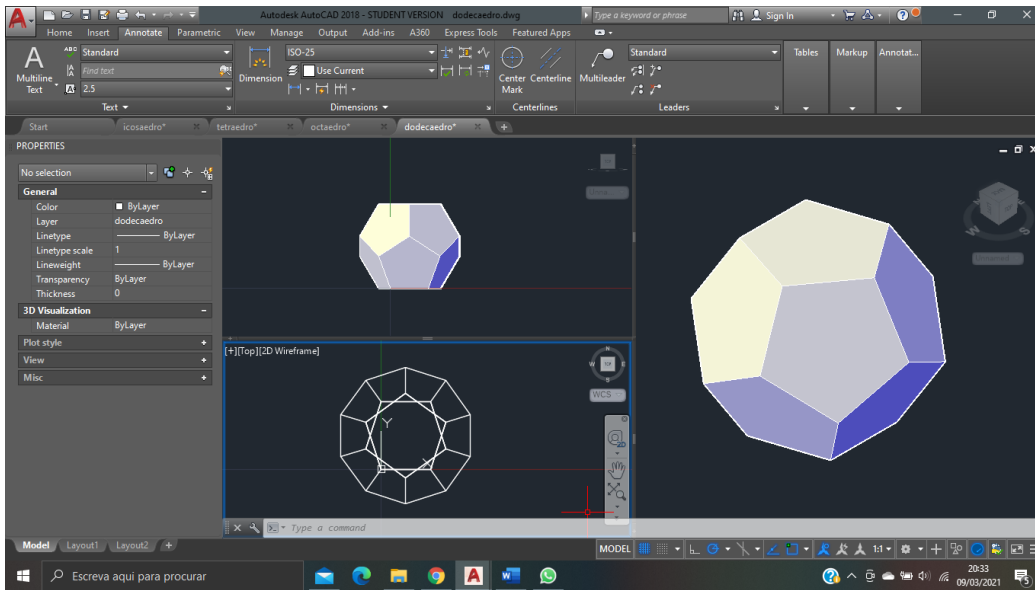 Autodesk AutoCAD 2018 - STUDENT VERSION dodecaedro.dwg
Type a keyword or phrase
Sign In
Home Insert Annotate Parametric View Manage Output Add-ins A360 Express Tools Featured Apps
Multiline Text
ABC Standard
Find text
2.5
Text
Dimension
ISO-25
Use Current
Dimensions
Center Mark
Centerline
Centerlines
Multileader
Standard
Leaders
Tables
Markup
Annotat...
Start icosaedro* tetraedro* octaedro* dodecaedro*
PROPERTIES
No selection
General
Color ByLayer
Layer dodecaedro
Linetype ByLayer
Linetype scale 1
Lineweight ByLayer
Transparency ByLayer
Thickness 0
3D Visualization
Material ByLayer
Plot style
View
Misc
[+][Top][2D Wireframe]
N
W TOP E
S
WCS
Y
X
W S
Unnamed
2D
Type a command
Model Layout1 Layout2 +
MODEL
1:1
Escreva aqui para procurar
20:33
09/03/2021
5